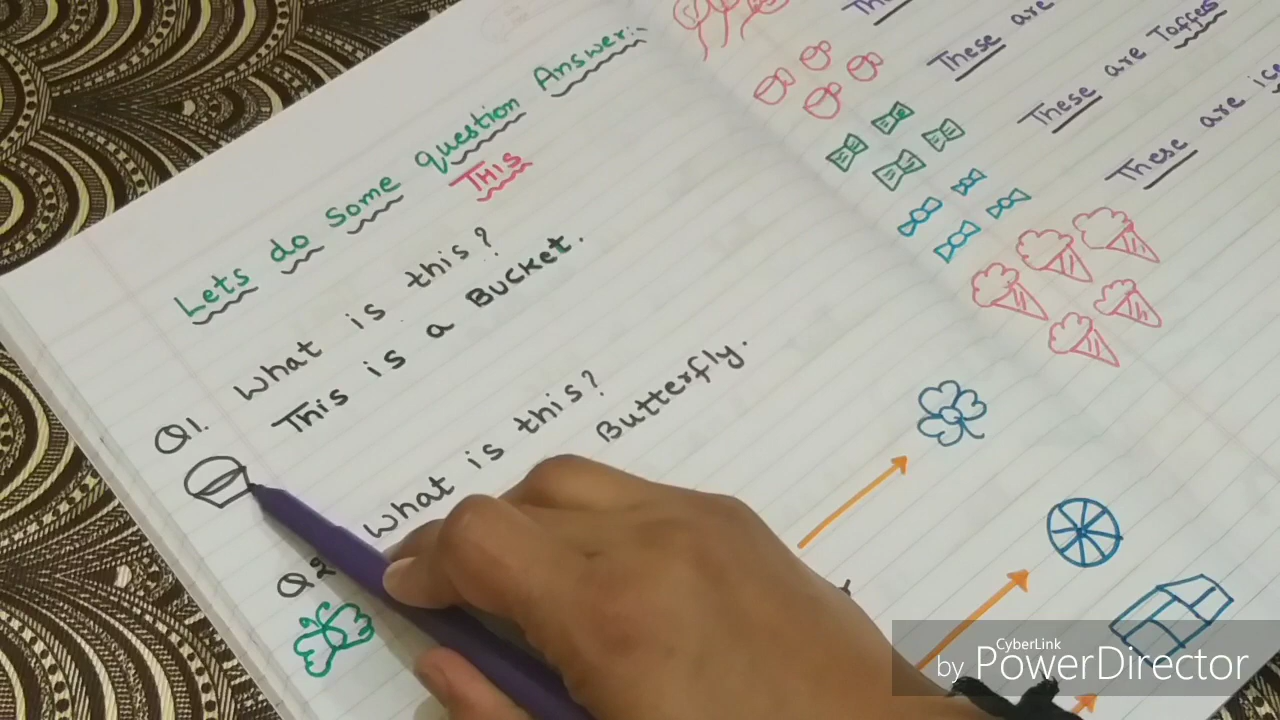 Lets do Some question Answer:-
THIS
Q1. What is this?
This is a Bucket.
Q2 What is this?
Butterfly.
These are
These are Toffees
These are ice
CyberLink
by PowerDirector